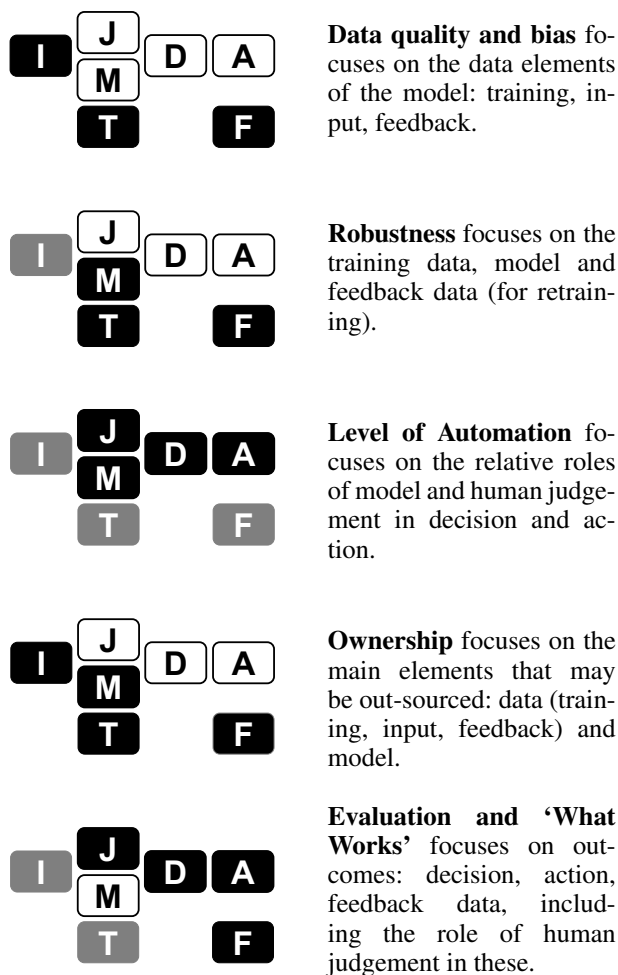 J
I
D
A
M
T
F
Data quality and bias fo-
cuses on the data elements
of the model: training, in-
put, feedback.
J
I
D
A
M
T
F
Robustness focuses on the
training data, model and
feedback data (for retrain-
ing).
J
I
D
A
M
T
F
Level of Automation fo-
cuses on the relative roles
of model and human judge-
ment in decision and ac-
tion.
J
I
D
A
M
T
F
Ownership focuses on the
main elements that may
be out-sourced: data (train-
ing, input, feedback) and
model.
J
I
D
A
M
T
F
Evaluation and ‘What
Works’ focuses on out-
comes: decision, action,
feedback data, includ-
ing the role of human
judgement in these.